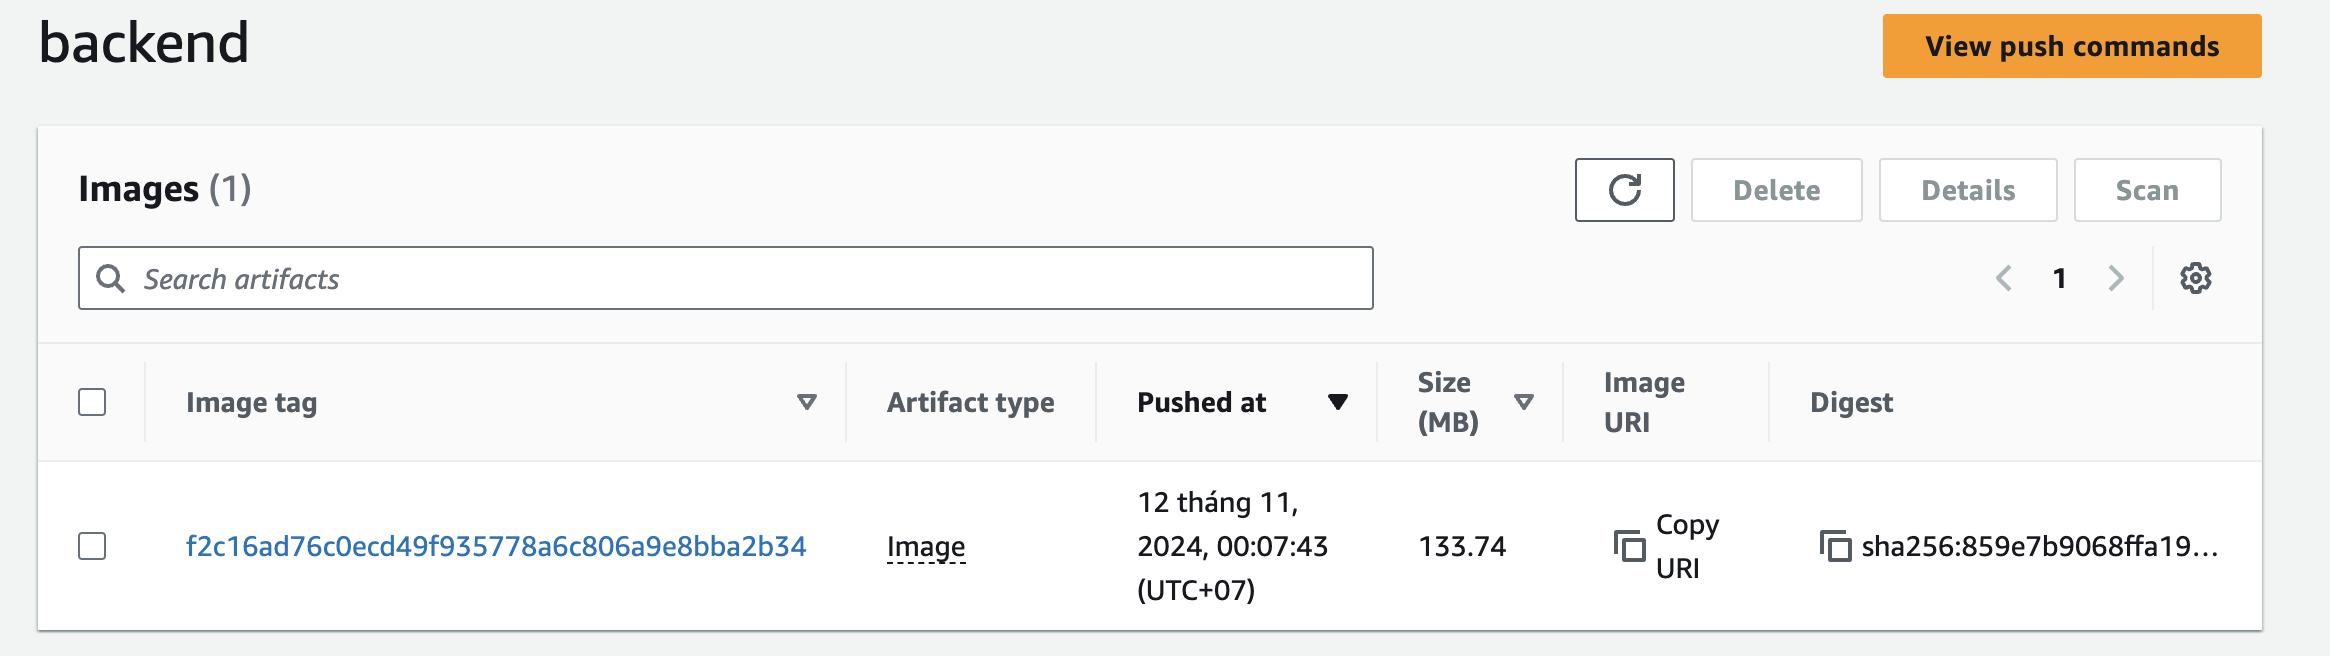 backend
View push commands
Images (1)
Delete
Details
Scan
Search artifacts
1
Image tag
Artifact type
Pushed at
Size
(MB)
Image
URI
Digest
f2c16ad76c0ecd49f935778a6c806a9e8bba2b34
Image
12 tháng 11,
2024, 00:07:43
(UTC+07)
133.74
Copy
URI
sha256:859e7b9068ffa19...